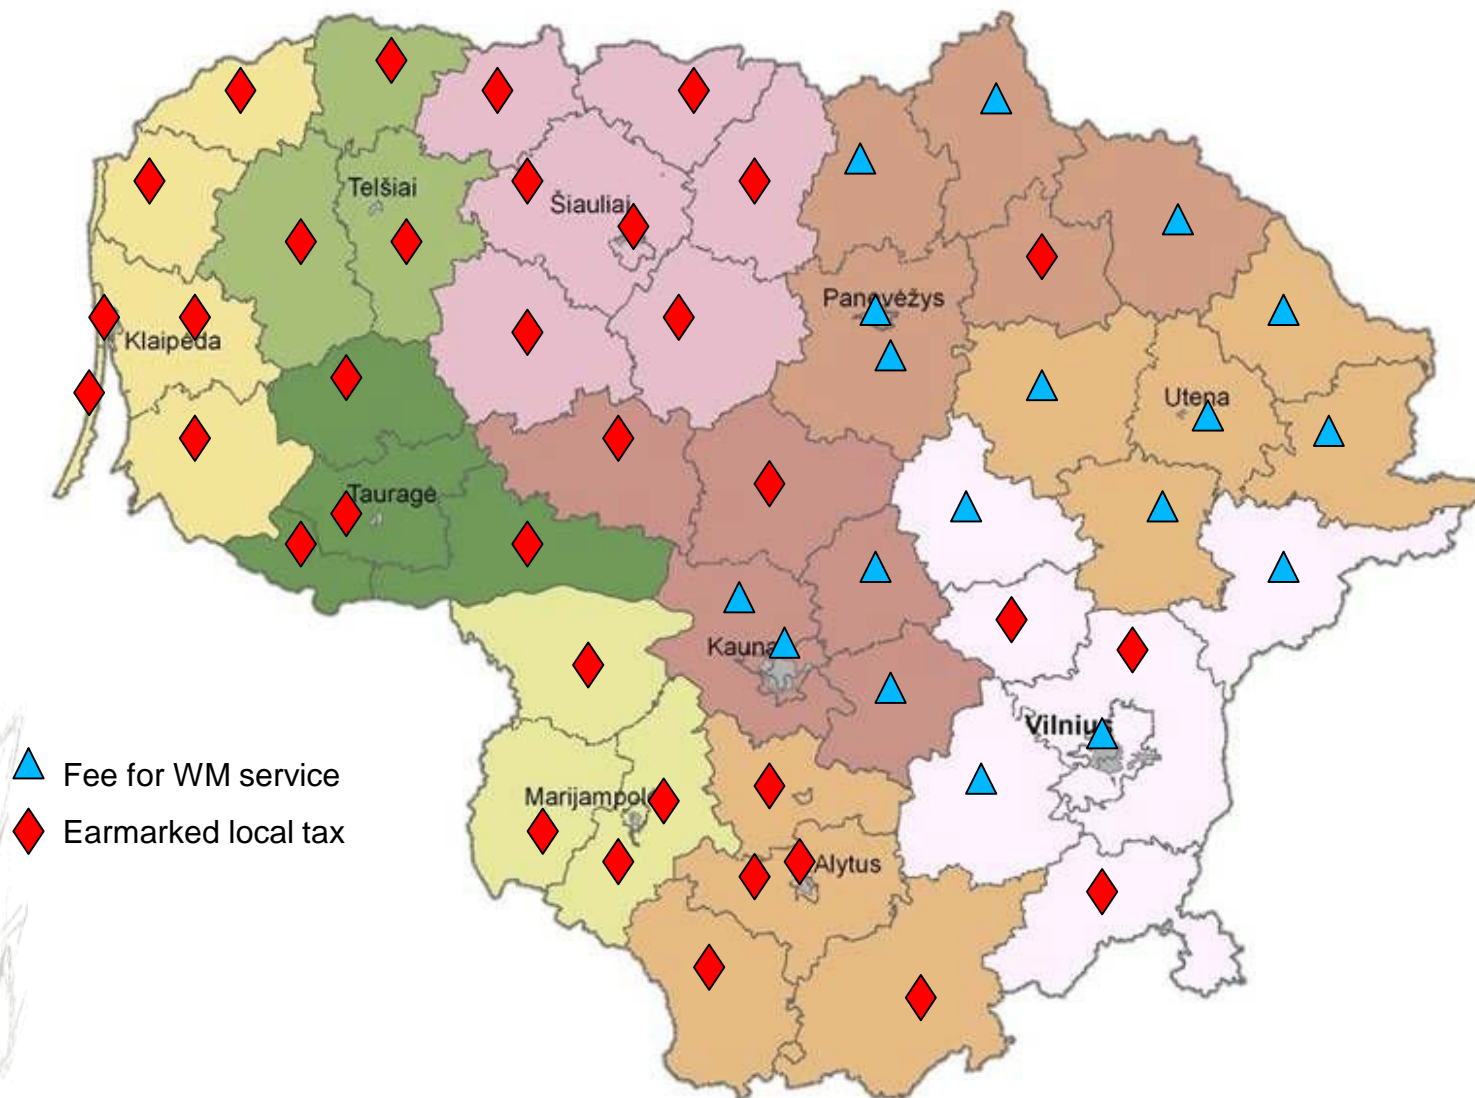 Telšiai
Šiauliai
Panevėžys
Klaipėda
Utena
Tauragė
Kaunas
Vilnius
Fee for WM service
Marijampolė
Earmarked local tax
Alytus